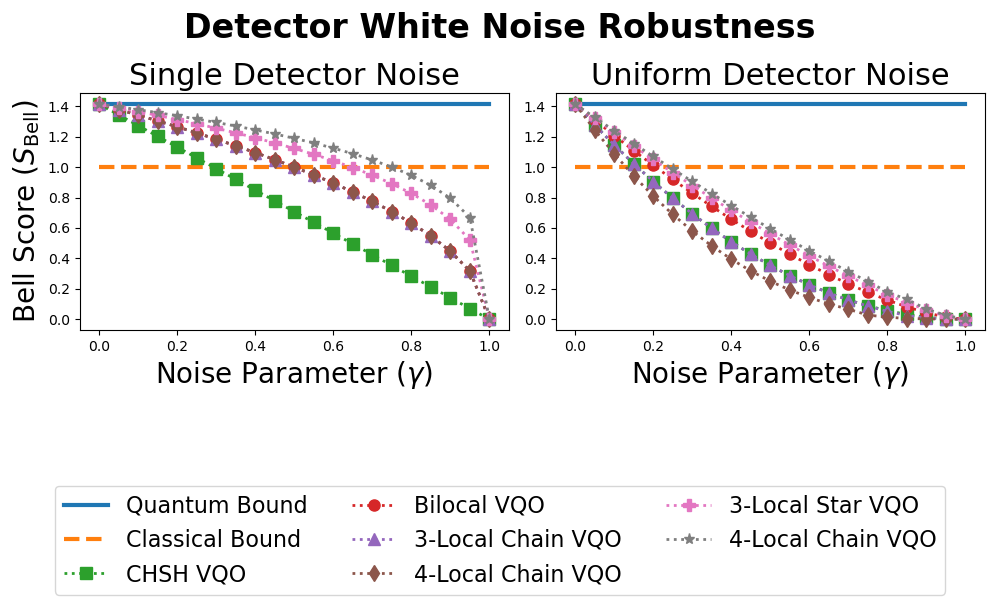 Detector White Noise Robustness
Single Detector Noise
Uniform Detector Noise
Bell Score (S_Bell)
1.4
1.2
1.0
0.8
0.6
0.4
0.2
0.0
0.0 0.2 0.4 0.6 0.8 1.0
Noise Parameter (γ)
1.4
1.2
1.0
0.8
0.6
0.4
0.2
0.0
0.0 0.2 0.4 0.6 0.8 1.0
Noise Parameter (γ)
Quantum Bound
Classical Bound
CHSH VQO
Bilocal VQO
3-Local Chain VQO
4-Local Chain VQO
3-Local Star VQO
4-Local Chain VQO